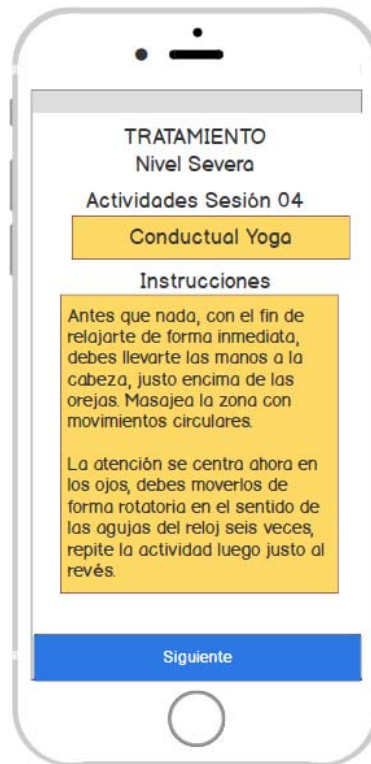 TRATAMIENTO
Nivel Severa
Actividades Sesión 04
Conductual Yoga
Instrucciones
Antes que nada, con el fin de
relajarte de forma inmediata,
debes llevarte las manos a la
cabeza, justo encima de las
orejas. Masajea la zona con
movimientos circulares.
La atención se centra ahora en
los ojos, debes moverlos de
forma rotatoria en el sentido de
las agujas del reloj seis veces,
repite la actividad luego justo al
revés.
Siguiente